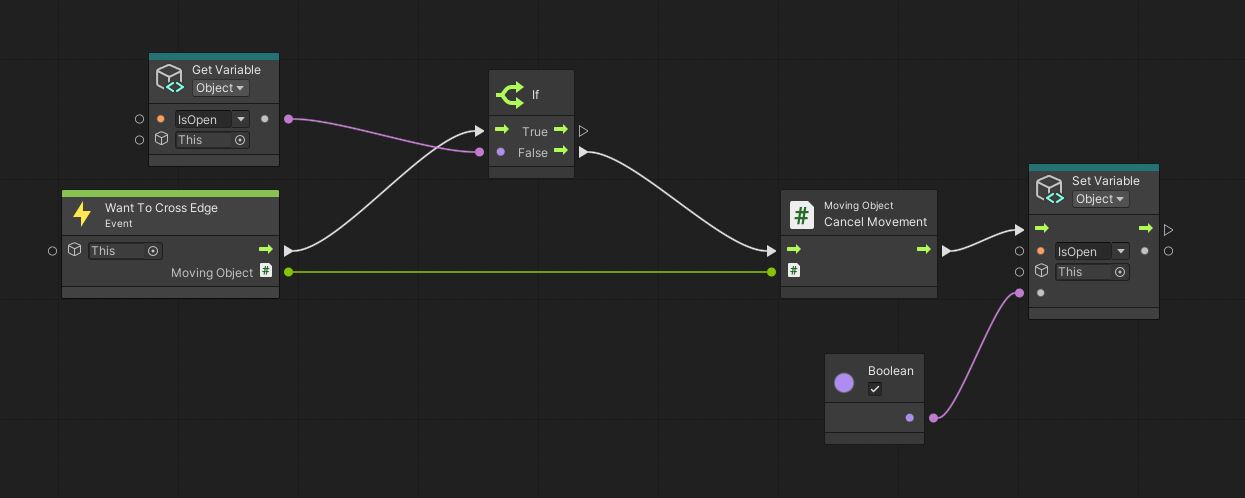 Get Variable
Object
IsOpen
This
If
True
False
Want To Cross Edge
Event
This
Moving Object
#
#
Moving Object
Cancel Movement
#
Set Variable
Object
IsOpen
This
Boolean